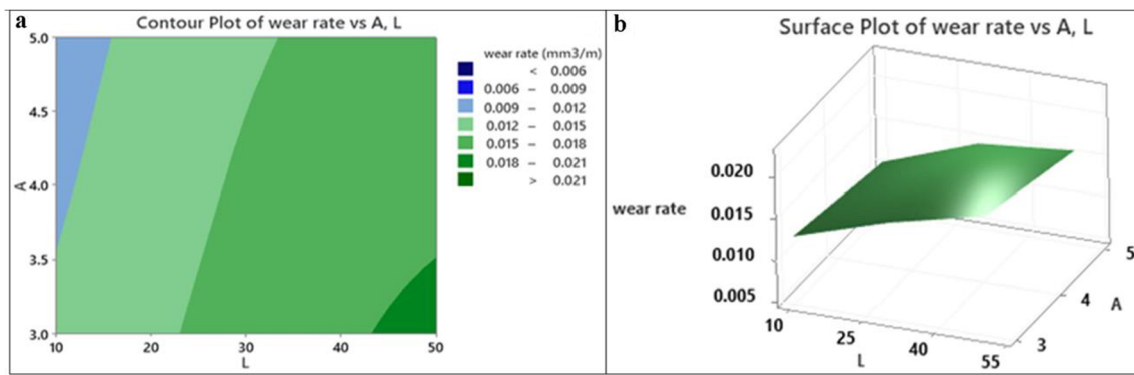 a
Contour Plot of wear rate vs A, L
5.0
4.5
4.0
3.5
3.0
A
10 20 30 40 50
L
wear rate (mm3/m)
< 0.006
0.006 – 0.009
0.009 – 0.012
0.012 – 0.015
0.015 – 0.018
0.018 – 0.021
> 0.021
b
Surface Plot of wear rate vs A, L
wear rate
0.020
0.015
0.010
0.005
10 25 40 55
L
3 4 5
A